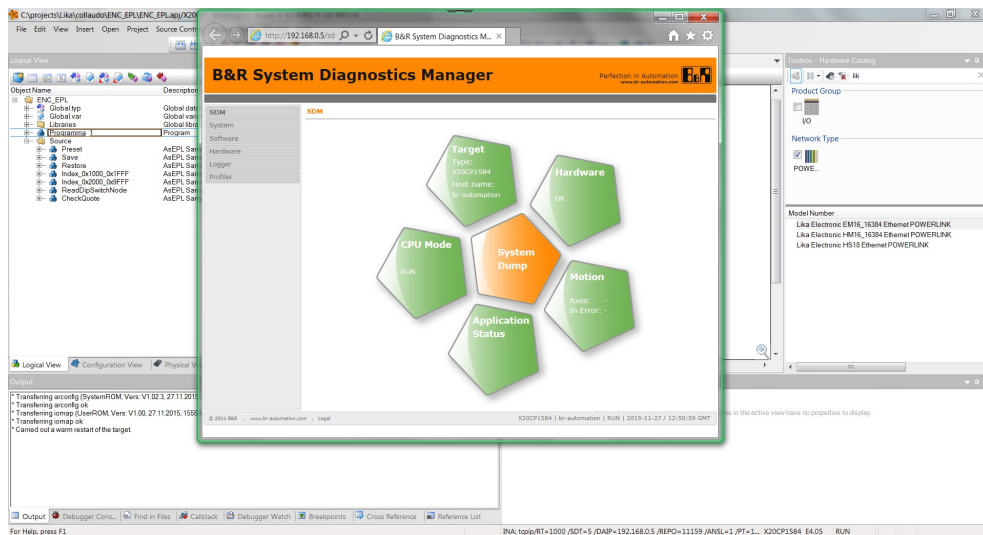 C:\projects\Lika\collaudo\ENC_EPL\ENC_EPL.apj/X20
File Edit View Insert Open Project Source Contr
http://192.168.0.5/sd
B&R System Diagnostics M...
Logical View
Toolbox - Hardware Catalog
Object Name Description
ENC_EPL
Global.typ Global data
Global.var Global vari
Libraries Global libra
Programma Program
Source
Preset AsEPL Sam
Save AsEPL Sam
Restore AsEPL Sam
Index_0x1000_0x1FFF AsEPL Sam
Index_0x2000_0x9FFF AsEPL Sam
ReadDipSwitchNode AsEPL Sam
CheckQuote AsEPL Sam
B&R System Diagnostics Manager
Perfection in Automation
www.br-automation.com
B&R
SDM
System
Software
Hardware
Logger
Profiler
SDM
Target
Type:
X20CP1584
Host name:
br-automation
Hardware
OK
CPU Mode
RUN
System
Dump
Motion
Axes: -
In Error: -
Application
Status
© 2011 B&R , www.br-automation.com , Legal
X20CP1584 | br-automation | RUN | 2015-11-27 / 12:50:59 GMT
lik
Product Group
I/O
Network Type
POWE...
Model Number
Lika Electronic EM16_16384 Ethernet POWERLINK
Lika Electronic HM16_16384 Ethernet POWERLINK
Lika Electronic HS18 Ethernet POWERLINK
Logical View Configuration View Physical V
Output
* Transferring arconfig (SystemROM, Vers: V1.02.3, 27.11.2015
* Transferring arconfig ok
* Transferring iomap (UserROM, Vers: V1.00, 27.11.2015, 1555
* Transferring iomap ok
* Carried out a warm restart of the target
in the active view have no properties to display
Output Debugger Cons... Find in Files Callstack Debugger Watch Breakpoints Cross Reference Reference List
For Help, press F1
INA: tcpip/RT=1000 /SDT=5 /DAIP=192.168.0.5 /REPO=11159 /ANSL=1 /PT=1... X20CP1584 E4.05 RUN